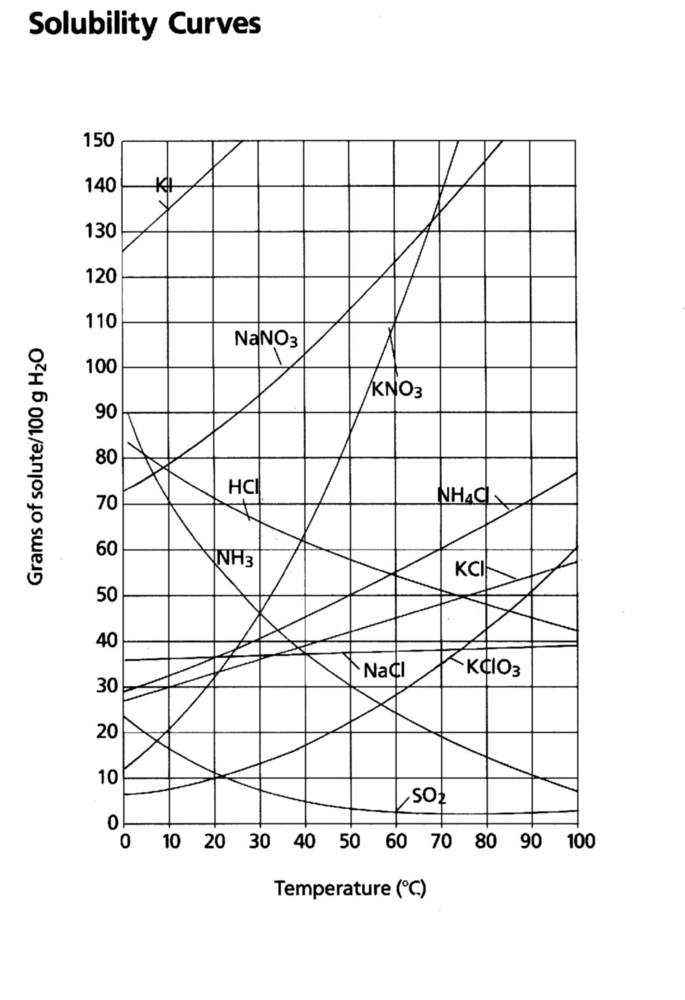 Solubility Curves
150
140
130
120
110
100
90
80
70
60
50
40
30
20
10
0
KI
NaNO3
KNO3
HCl
NH4Cl
NH3
KCl
NaCl
KClO3
SO2
Grams of solute/100 g H2O
0 10 20 30 40 50 60 70 80 90 100
Temperature (°C)